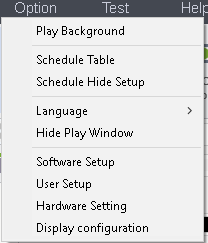 Option Test Help
Play Background
Schedule Table
Schedule Hide Setup
Language
Hide Play Window
Software Setup
User Setup
Hardware Setting
Display configuration